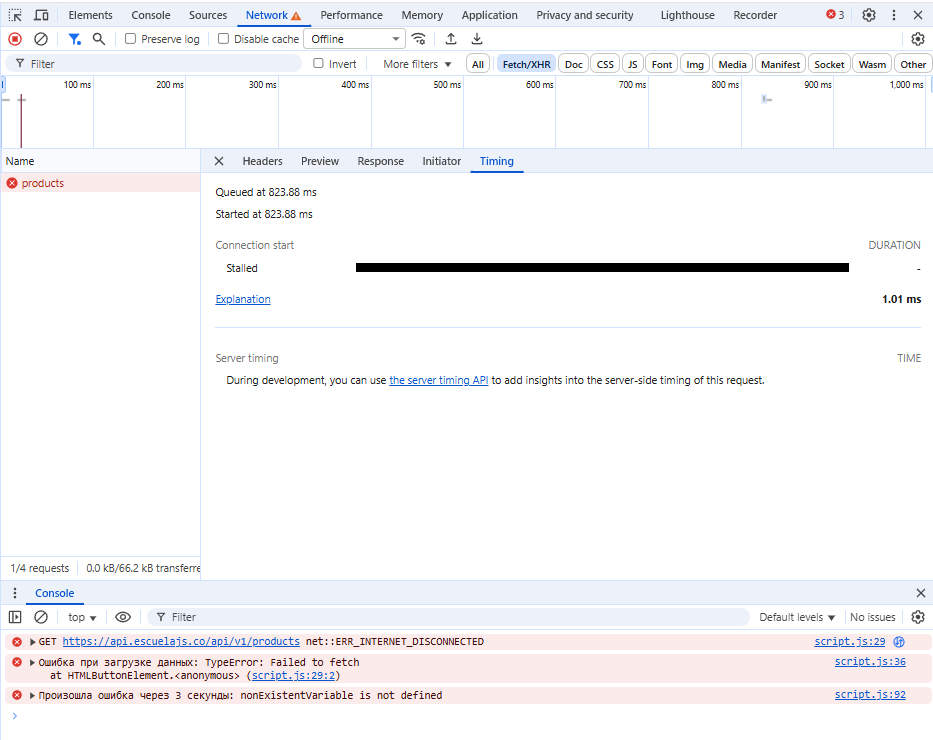 Elements Console Sources Network Performance Memory Application Privacy and security Lighthouse Recorder 3
Preserve log Disable cache Offline
Filter Invert More filters All Fetch/XHR Doc CSS JS Font Img Media Manifest Socket Wasm Other
100 ms 200 ms 300 ms 400 ms 500 ms 600 ms 700 ms 800 ms 900 ms 1,000 ms
Name Headers Preview Response Initiator Timing
products
Queued at 823.88 ms
Started at 823.88 ms
Connection start DURATION
Stalled -
Explanation 1.01 ms
Server timing TIME
During development, you can use the server timing API to add insights into the server-side timing of this request.
1/4 requests 0.0 kB/66.2 kB transferre
Console
top Filter Default levels No issues
GET https://api.escuelajs.co/api/v1/products net::ERR_INTERNET_DISCONNECTED script.js:29
Ошибка при загрузке данных: TypeError: Failed to fetch script.js:36
at HTMLButtonElement.<anonymous> (script.js:29:2)
Произошла ошибка через 3 секунды: nonExistentVariable is not defined script.js:92